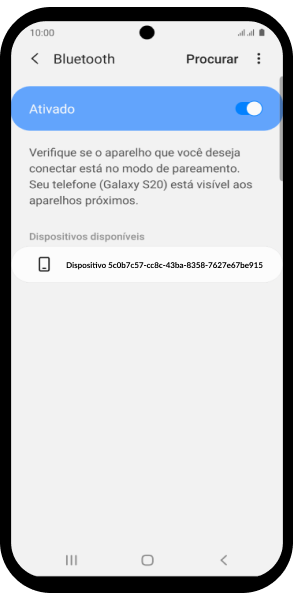 10:00
Bluetooth
Procurar
Ativado
Verifique se o aparelho que você deseja
conectar está no modo de pareamento.
Seu telefone (Galaxy S20) está visível aos
aparelhos próximos.
Dispositivos disponíveis
Dispositivo 5c0b7c57-cc8c-43ba-8358-7627e67be915